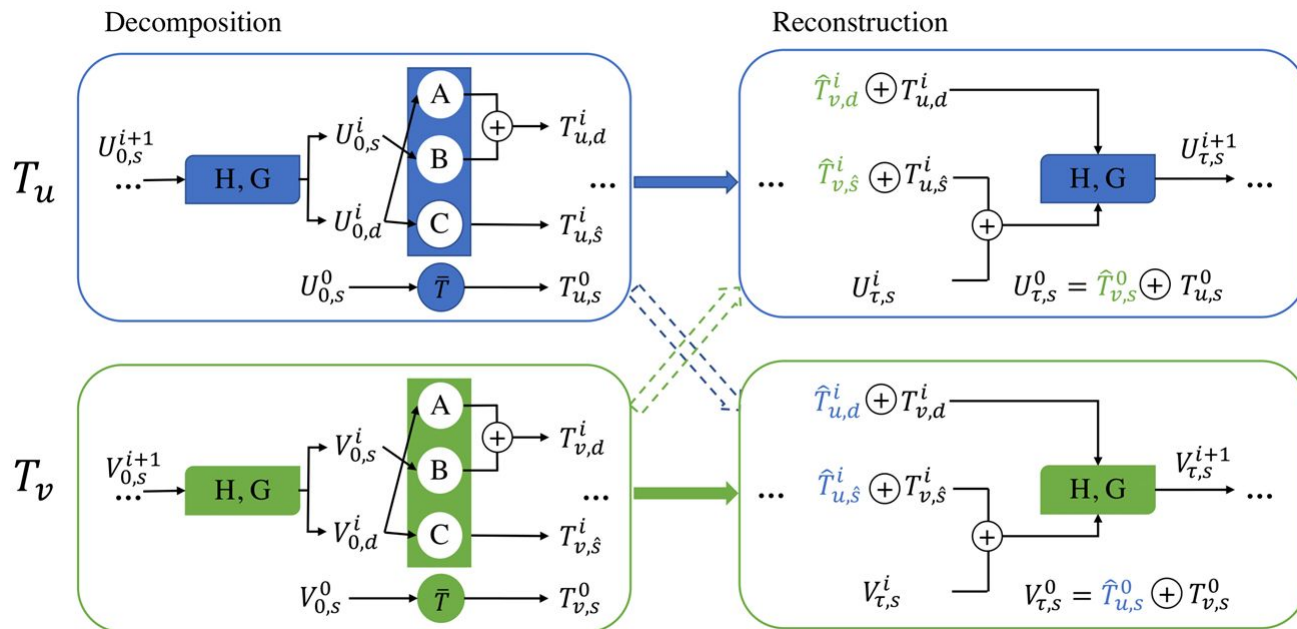 Decomposition
Reconstruction
T_u
U_{0,s}^{i+1}
...
H, G
U_{0,s}^{i}
U_{0,d}^{i}
A
B
C
+
T_{u,d}^{i}
...
T_{u,ŝ}^{i}
U_{0,s}^{0}
T̄
T_{u,s}^{0}
...
T̂_{v,d}^{i} ⊕ T_{u,d}^{i}
T̂_{v,ŝ}^{i} ⊕ T_{u,ŝ}^{i}
+
U_{τ,s}^{i}
H, G
U_{τ,s}^{i+1}
...
U_{τ,s}^{0} = T̂_{v,s}^{0} ⊕ T_{u,s}^{0}
T_v
V_{0,s}^{i+1}
...
H, G
V_{0,s}^{i}
V_{0,d}^{i}
A
B
C
+
T_{v,d}^{i}
...
T_{v,ŝ}^{i}
V_{0,s}^{0}
T̄
T_{v,s}^{0}
...
T̂_{u,d}^{i} ⊕ T_{v,d}^{i}
T̂_{u,ŝ}^{i} ⊕ T_{v,ŝ}^{i}
+
V_{τ,s}^{i}
H, G
V_{τ,s}^{i+1}
...
V_{τ,s}^{0} = T̂_{u,s}^{0} ⊕ T_{v,s}^{0}